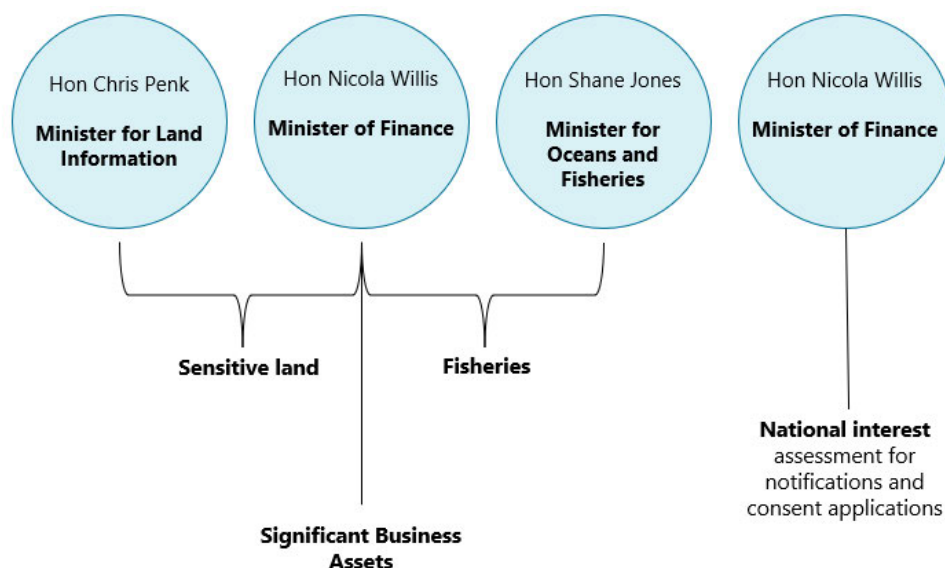 Hon Chris Penk
Minister for Land
Information
Hon Nicola Willis
Minister of Finance
Hon Shane Jones
Minister for
Oceans and
Fisheries
Hon Nicola Willis
Minister of Finance
Sensitive land
Fisheries
National interest
assessment for
notifications and
consent applications
Significant Business
Assets